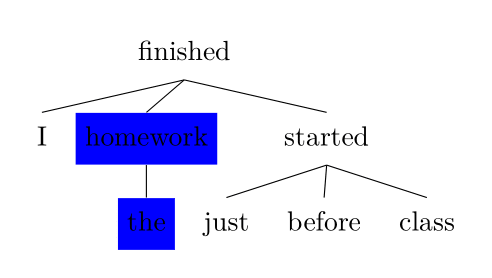 finished
I homework started
the just before class